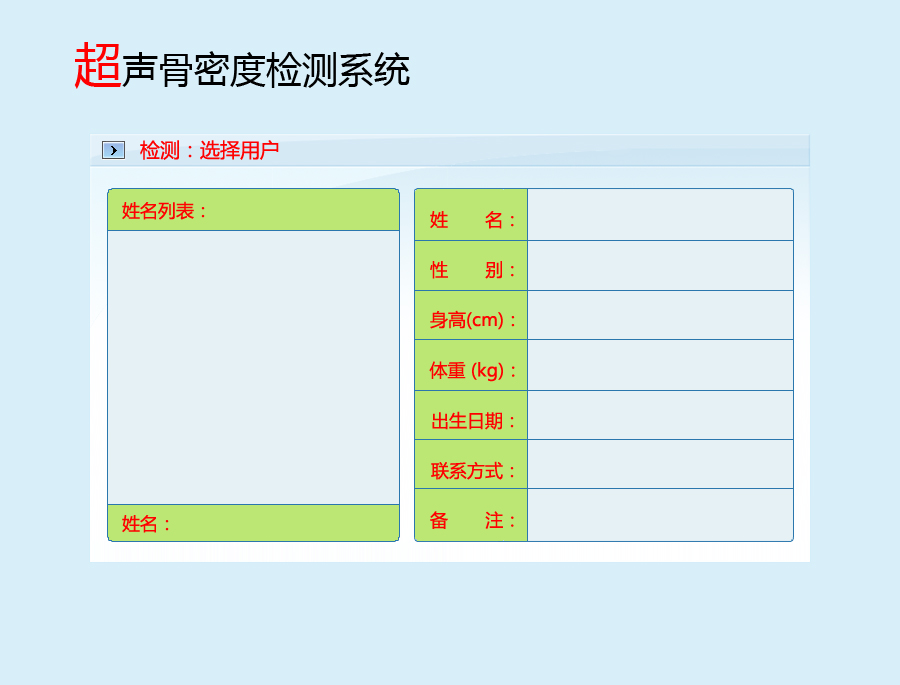 超声骨密度检测系统
检测：选择用户
姓名列表：
姓名：
姓　　名：
性　　别：
身高(cm)：
体重 (kg)：
出生日期：
联系方式：
备　　注：